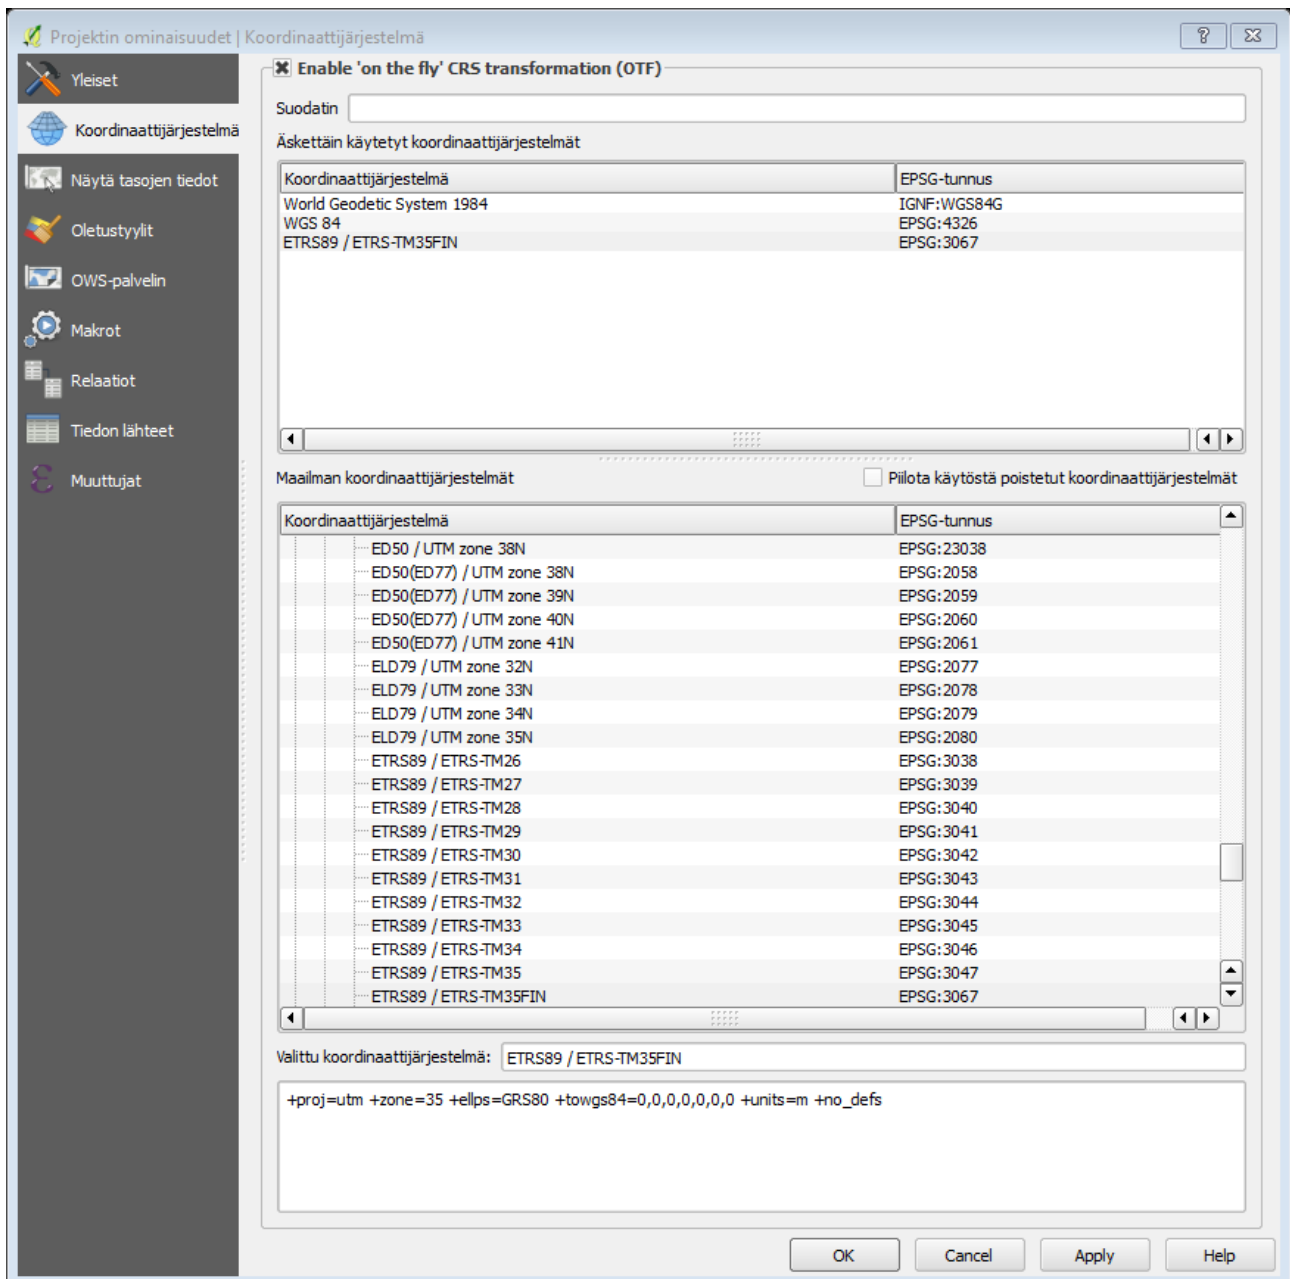 Projektin ominaisuudet | Koordinaattijärjestelmä
Yleiset
Koordinaattijärjestelmä
Näytä tasojen tiedot
Oletustyylit
OWS-palvelin
Makrot
Relaatiot
Tiedon lähteet
Muuttujat
Enable 'on the fly' CRS transformation (OTF)
Suodatin
Äskettäin käytetyt koordinaattijärjestelmät
Koordinaattijärjestelmä EPSG-tunnus
World Geodetic System 1984 IGNF:WGS84G
WGS 84 EPSG:4326
ETRS89 / ETRS-TM35FIN EPSG:3067
Maailman koordinaattijärjestelmät Piilota käytöstä poistetut koordinaattijärjestelmät
Koordinaattijärjestelmä EPSG-tunnus
ED50 / UTM zone 38N EPSG:23038
ED50(ED77) / UTM zone 38N EPSG:2058
ED50(ED77) / UTM zone 39N EPSG:2059
ED50(ED77) / UTM zone 40N EPSG:2060
ED50(ED77) / UTM zone 41N EPSG:2061
ELD79 / UTM zone 32N EPSG:2077
ELD79 / UTM zone 33N EPSG:2078
ELD79 / UTM zone 34N EPSG:2079
ELD79 / UTM zone 35N EPSG:2080
ETRS89 / ETRS-TM26 EPSG:3038
ETRS89 / ETRS-TM27 EPSG:3039
ETRS89 / ETRS-TM28 EPSG:3040
ETRS89 / ETRS-TM29 EPSG:3041
ETRS89 / ETRS-TM30 EPSG:3042
ETRS89 / ETRS-TM31 EPSG:3043
ETRS89 / ETRS-TM32 EPSG:3044
ETRS89 / ETRS-TM33 EPSG:3045
ETRS89 / ETRS-TM34 EPSG:3046
ETRS89 / ETRS-TM35 EPSG:3047
ETRS89 / ETRS-TM35FIN EPSG:3067
Valittu koordinaattijärjestelmä: ETRS89 / ETRS-TM35FIN
+proj=utm +zone=35 +ellps=GRS80 +towgs84=0,0,0,0,0,0,0 +units=m +no_defs
OK Cancel Apply Help